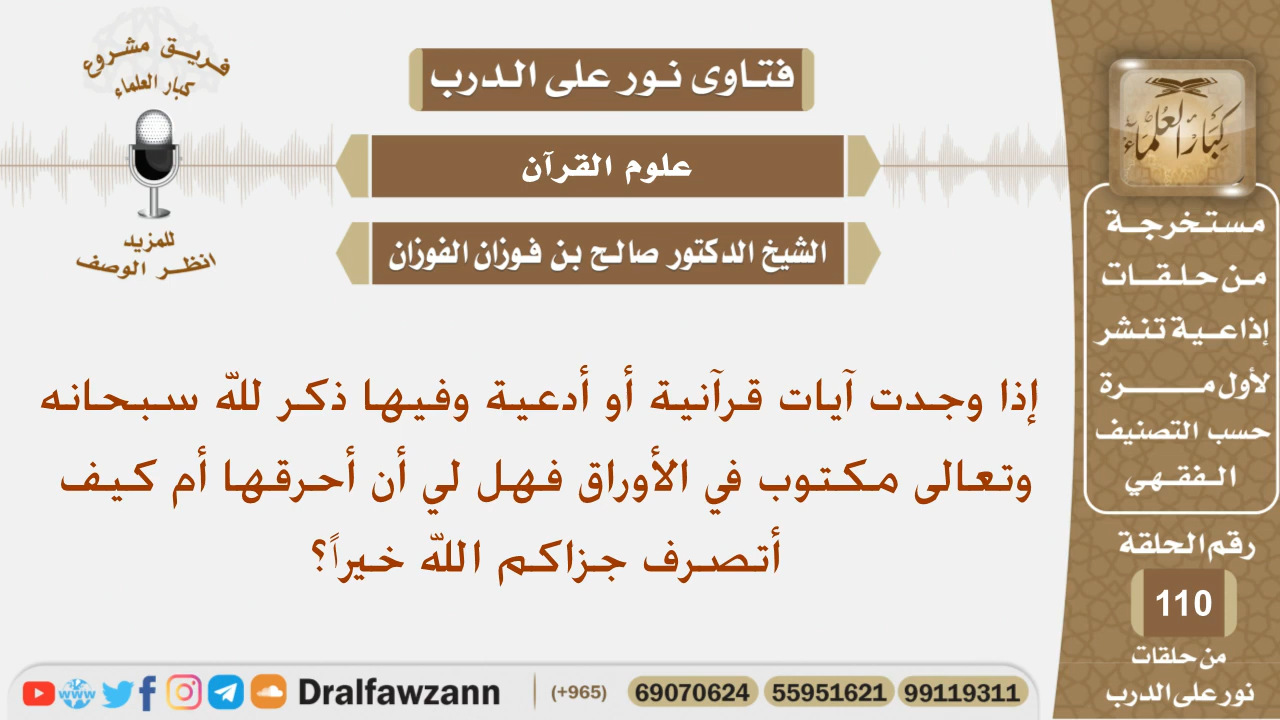 فريق مشروع
كبار العلماء
للمزيد
انظر الوصف
فتاوى نور على الدرب
علوم القرآن
الشيخ الدكتور صالح بن فوزان الفوزان
إذا وجدت آيات قرآنية أو أدعية وفيها ذكر لله سبحانه
وتعالى مكتوب في الأوراق فهل لي أن أحرقها أم كيف
أتصرف جزاكم الله خيراً؟
كبار العلماء
مستخرجة
من حلقات
إذاعية تنشر
لأول مرة
حسب التصنيف
الفقهي
رقم الحلقة
110
من حلقات
نور على الدرب
www
Dralfawzann
(+965)
69070624
55951621
99119311